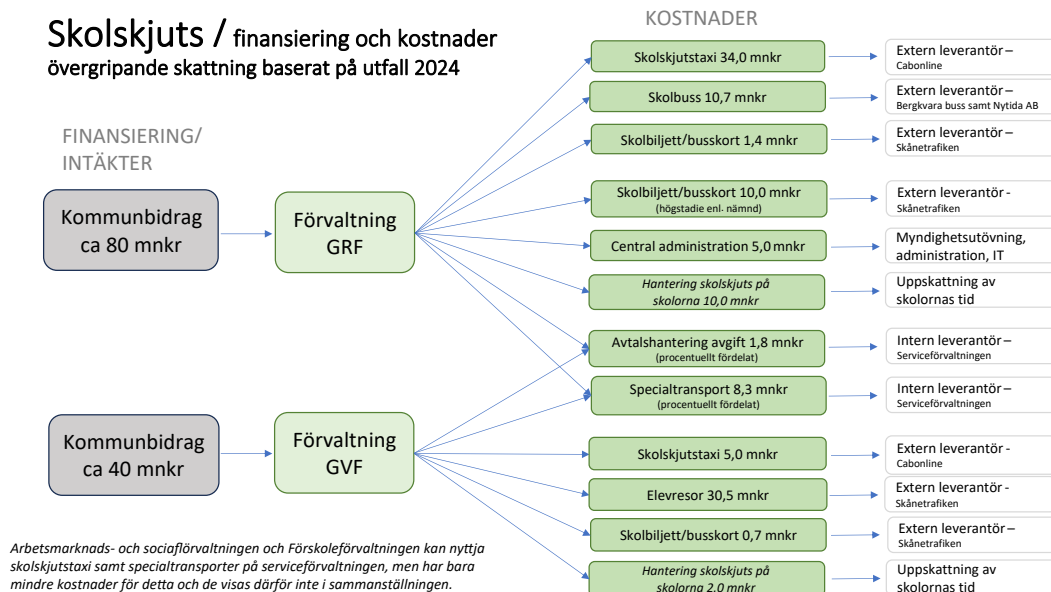 Skolskjuts / finansiering och kostnader
övergripande skattning baserat på utfall 2024
KOSTNADER
FINANSIERING/
INTÄKTER
Kommunbidrag
ca 80 mnkr
Förvaltning
GRF
Skolskjutstaxi 34,0 mnkr
Extern leverantör –
Cabonline
Skolbuss 10,7 mnkr
Extern leverantör –
Bergkvara buss samt Nytida AB
Skolbiljett/busskort 1,4 mnkr
Extern leverantör –
Skånetrafiken
Skolbiljett/busskort 10,0 mnkr
(högstadie enl. nämnd)
Extern leverantör -
Skånetrafiken
Central administration 5,0 mnkr
Myndighetsutövning,
administration, IT
Hantering skolskjuts på
skolorna 10,0 mnkr
Uppskattning av
skolornas tid
Avtalshantering avgift 1,8 mnkr
(procentuellt fördelat)
Intern leverantör –
Serviceförvaltningen
Specialtransport 8,3 mnkr
(procentuellt fördelat)
Intern leverantör –
Serviceförvaltningen
Kommunbidrag
ca 40 mnkr
Förvaltning
GVF
Skolskjutstaxi 5,0 mnkr
Extern leverantör -
Cabonline
Elevresor 30,5 mnkr
Extern leverantör -
Skånetrafiken
Skolbiljett/busskort 0,7 mnkr
Extern leverantör –
Skånetrafiken
Hantering skolskjuts på
skolorna 2,0 mnkr
Uppskattning av
skolornas tid
Arbetsmarknads- och socialförvaltningen och Förskoleförvaltningen kan nyttja
skolskjutstaxi samt specialtransporter på serviceförvaltningen, men har bara
mindre kostnader för detta och de visas därför inte i sammanställningen.